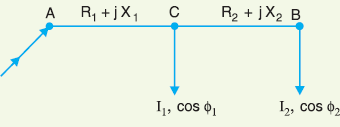 A R₁ + j X₁ C R₂ + j X₂ B
I₁, cos ϕ₁ I₂, cos ϕ₂